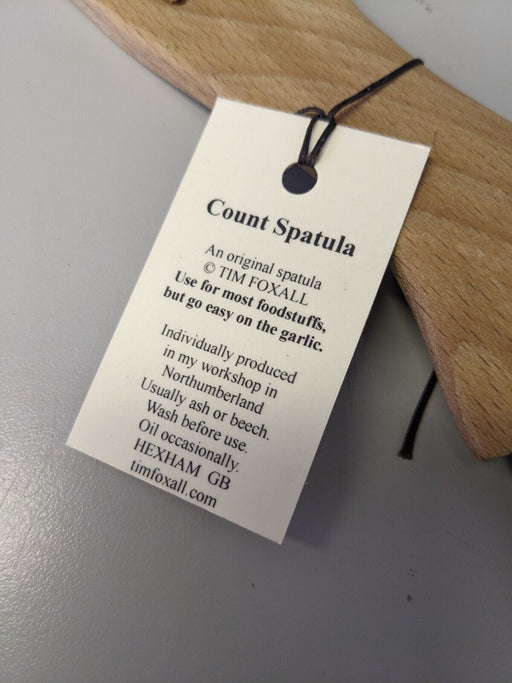 Count Spatula
An original spatula
© TIM FOXALL
Use for most foodstuffs,
but go easy on the garlic.
Individually produced
in my workshop in
Northumberland
Usually ash or beech.
Wash before use.
Oil occasionally.
HEXHAM GB
timfoxall.com